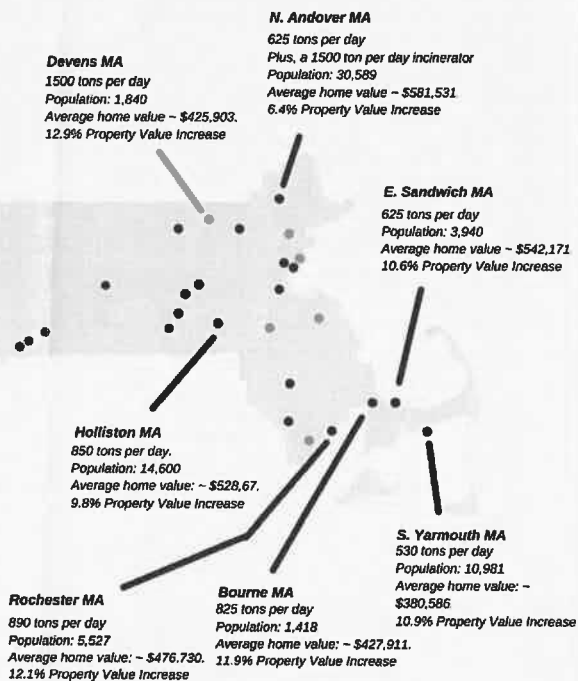 N. Andover MA
625 tons per day
Plus, a 1500 ton per day incinerator
Population: 30,589
Average home value ~ $581,531
6.4% Property Value Increase
Devens MA
1500 tons per day
Population: 1,840
Average home value ~ $425,903.
12.9% Property Value Increase
E. Sandwich MA
625 tons per day
Population: 3,940
Average home value ~ $542,171
10.6% Property Value Increase
Holliston MA
850 tons per day.
Population: 14,600
Average home value: ~ $528,67.
9.8% Property Value Increase
S. Yarmouth MA
530 tons per day
Population: 10,981
Average home value: ~
$380,586
10.9% Property Value Increase
Rochester MA
890 tons per day
Population: 5,527
Average home value: ~ $476.730.
12.1% Property Value Increase
Bourne MA
825 tons per day
Population: 1,418
Average home value: ~ $427,911.
11.9% Property Value Increase